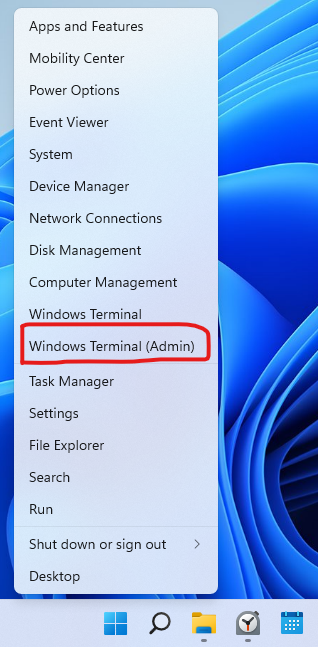 Apps and Features
Mobility Center
Power Options
Event Viewer
System
Device Manager
Network Connections
Disk Management
Computer Management
Windows Terminal
Windows Terminal (Admin)
Task Manager
Settings
File Explorer
Search
Run
Shut down or sign out
Desktop